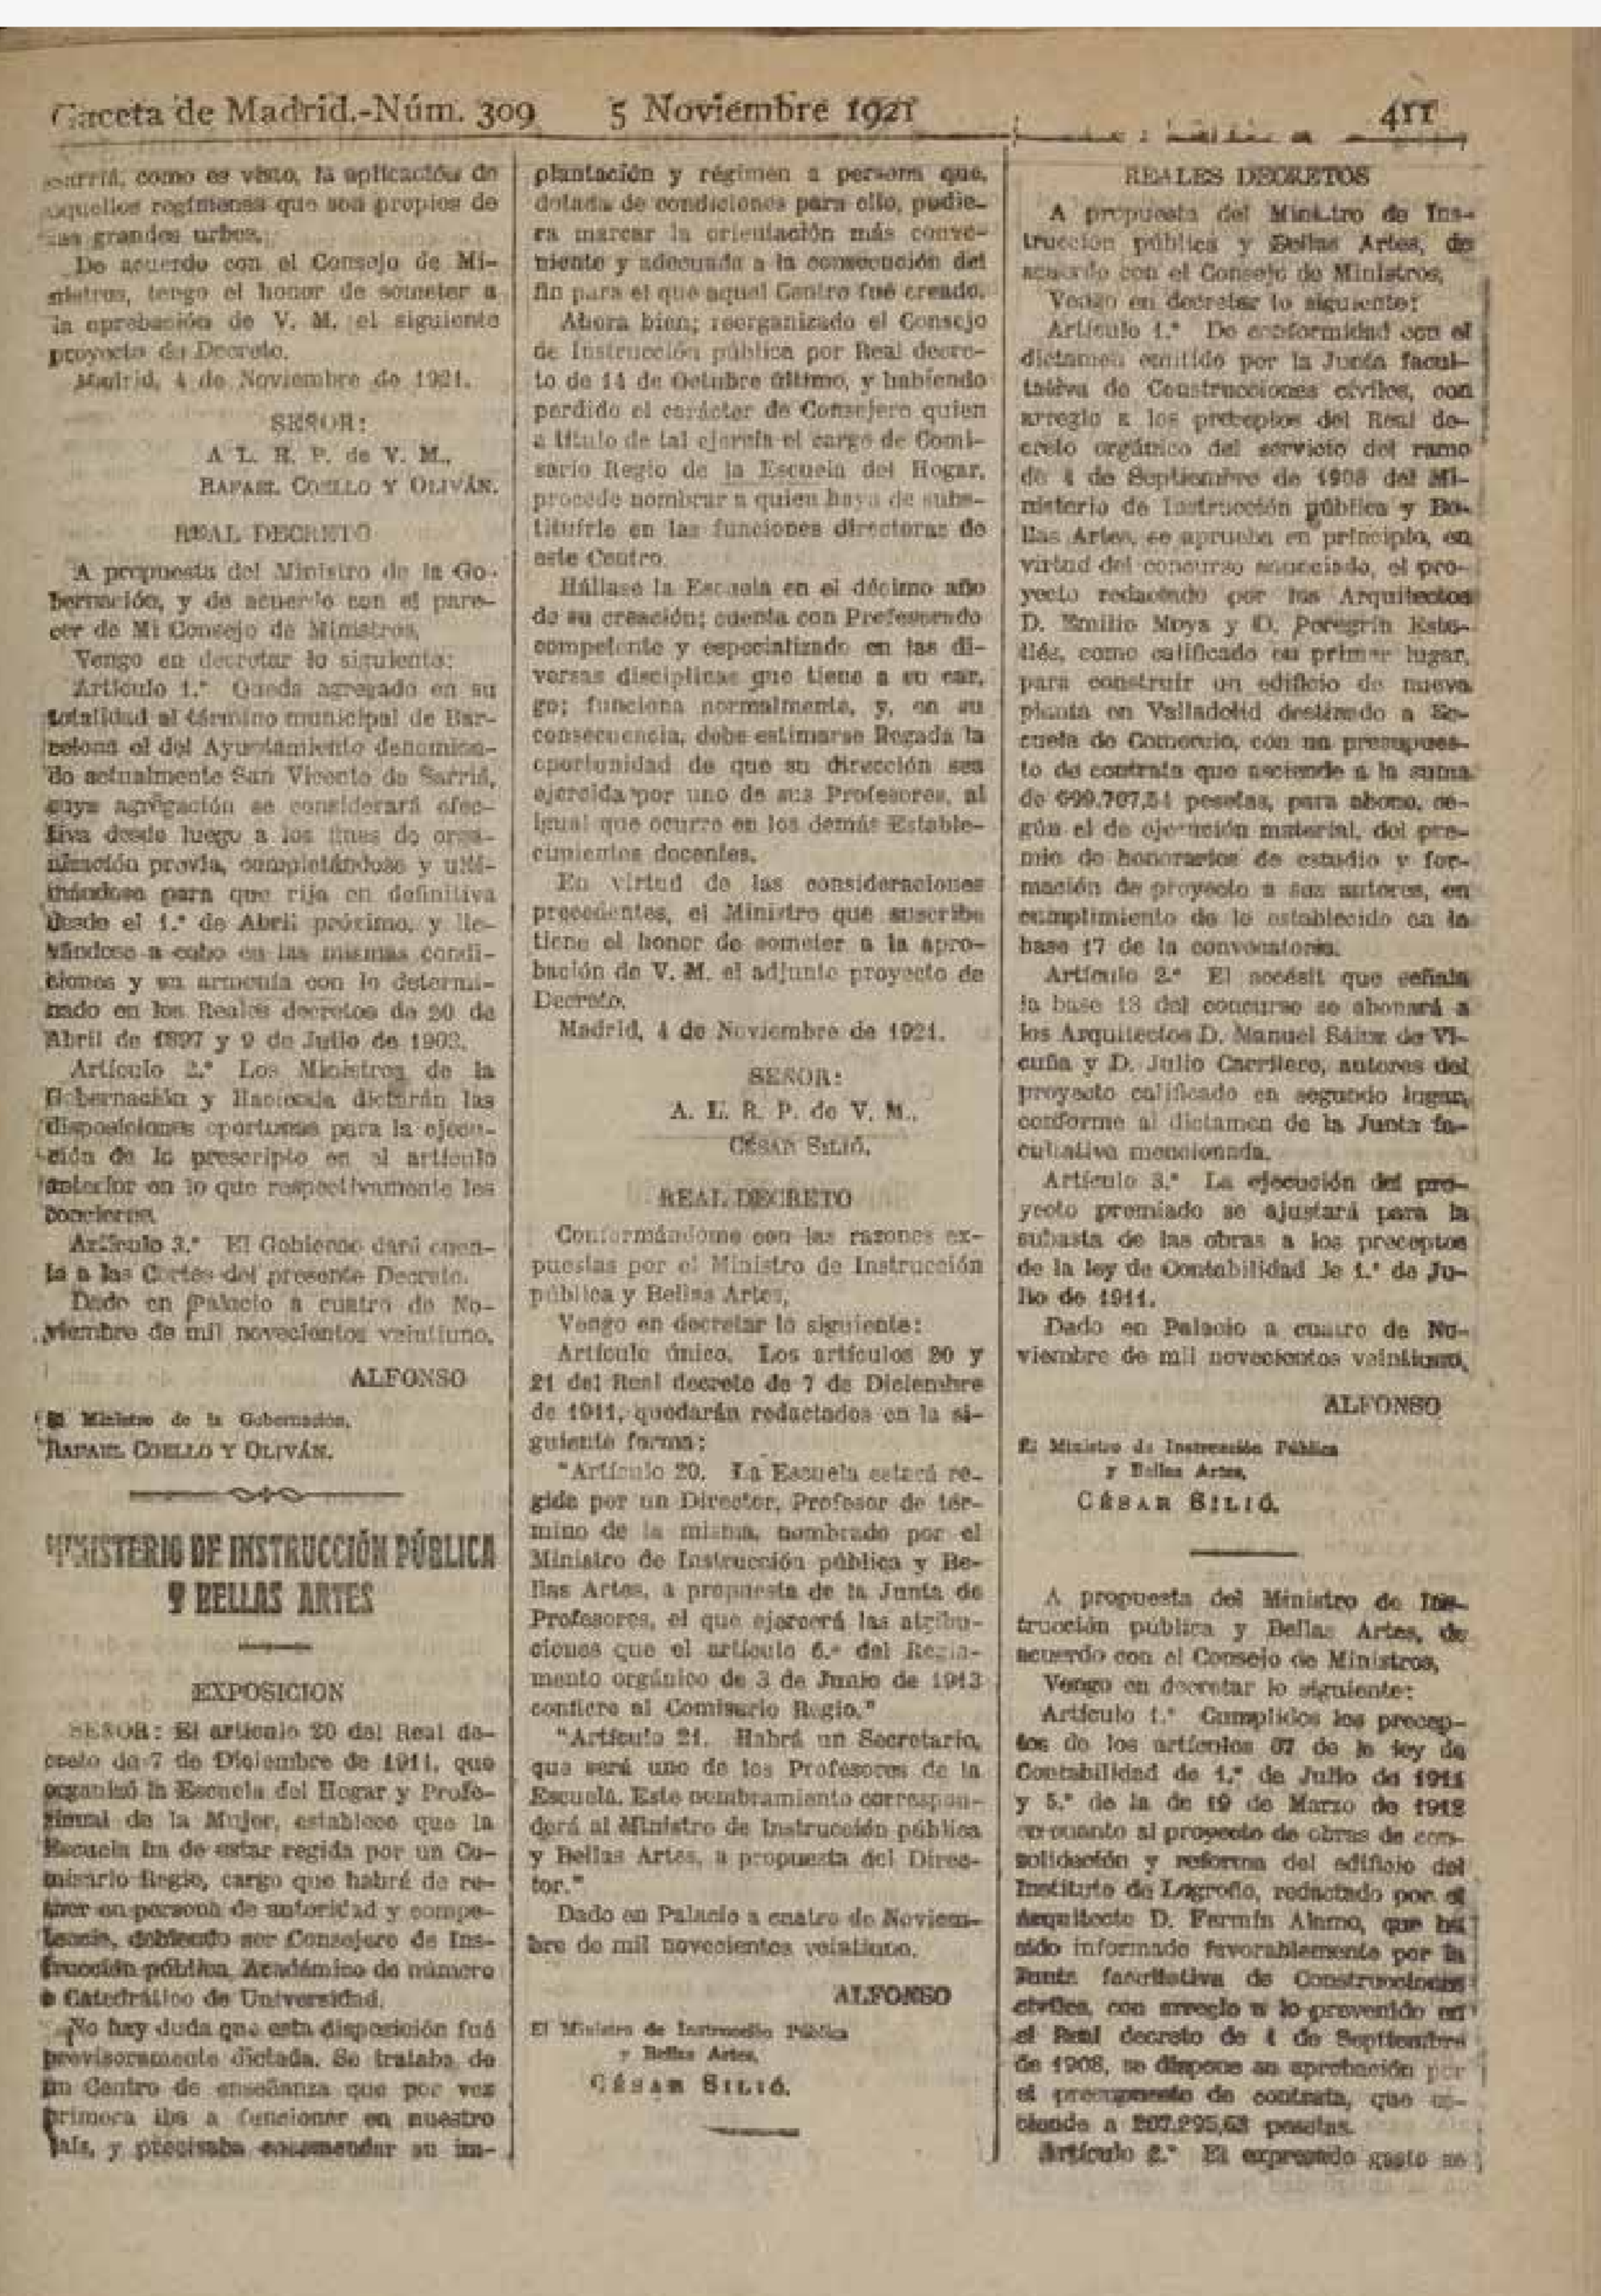 Gaceta de Madrid.-Núm. 309 5 Noviembre 1921 411
Sarriá, como es visto, la aplicación de
aquellos regímenes que son propios de
las grandes urbes.
De acuerdo con el Consejo de Mi-
nistros, tengo el honor de someter a
la aprobación de V. M. el siguiente
proyecto de Decreto.
Madrid, 4 de Noviembre de 1921.
SEÑOR:
A L. R. P. de V. M.,
RAFAEL COELLO Y OLIVÁN.
REAL DECRETO
A propuesta del Ministro de la Go-
bernación, y de acuerdo con el pare-
cer de Mi Consejo de Ministros,
Vengo en decretar lo siguiente:
Artículo 1.° Queda agregado en su
totalidad al término municipal de Bar-
celona el del Ayuntamiento denomina-
do actualmente San Vicente de Sarriá,
cuya agregación se considerará efec-
tiva desde luego a los fines de orga-
nización previa, completándose y ulti-
mándose para que rija en definitiva
desde el 1.° de Abril próximo, y lle-
vándose a cabo en las mismas condi-
ciones y en armonía con lo determi-
nado en los Reales decretos de 20 de
Abril de 1897 y 9 de Julio de 1903.
Artículo 2.° Los Ministros de la
Gobernación y Hacienda dictarán las
disposiciones oportunas para la ejecu-
ción de lo prescripto en el artículo
anterior en lo que respectivamente les
concierne.
Artículo 3.° El Gobierno dará cuen-
ta a las Cortes del presente Decreto.
Dado en Palacio a cuatro de No-
viembre de mil novecientos veintiuno.
ALFONSO
El Ministro de la Gobernación,
RAFAEL COELLO Y OLIVÁN.
MINISTERIO DE INSTRUCCIÓN PÚBLICA
Y BELLAS ARTES
EXPOSICION
SEÑOR: El artículo 20 del Real de-
creto de 7 de Diciembre de 1911, que
organizó la Escuela del Hogar y Profe-
sional de la Mujer, establece que la
Escuela ha de estar regida por un Co-
misario Regio, cargo que habrá de re-
caer en persona de autoridad y compe-
tencia, debiendo ser Consejero de Ins-
trucción pública, Académico de número
o Catedrático de Universidad.
No hay duda que esta disposición fué
previsoramente dictada. Se trataba de
un Centro de enseñanza que por vez
primera iba a funcionar en nuestro
país, y precisaba encomendar su im-
plantación y régimen a persona que,
dotada de condiciones para ello, pudie-
ra marcar la orientación más conve-
niente y adecuada a la consecución del
fin para el que aquel Centro fué creado.
Ahora bien; reorganizado el Consejo
de Instrucción pública por Real decre-
to de 14 de Octubre último, y habiendo
perdido el carácter de Consejero quien
a título de tal ejercía el cargo de Comi-
sario Regio de la Escuela del Hogar,
procede nombrar a quien haya de subs-
tituírle en las funciones directoras de
este Centro.
Hállase la Escuela en el décimo año
de su creación; cuenta con Profesorado
competente y especializado en las di-
versas disciplicas que tiene a su car,
go; funciona normalmente, y, en su
consecuencia, debe estimarse llegada la
oportunidad de que su dirección sea
ejercida por uno de sus Profesores, al
igual que ocurre en los demás Estable-
cimientos docentes.
En virtud de las consideraciones
precedentes, el Ministro que suscribe
tiene el honor de someter a la apro-
bación de V. M. el adjunto proyecto de
Decreto.
Madrid, 4 de Noviembre de 1921.
SEÑOR:
A. L. R. P. de V. M.,
CÉSAR SILIÓ.
REAL DECRETO
Conformándome con las razones ex-
puestas por el Ministro de Instrucción
pública y Bellas Artes,
Vengo en decretar lo siguiente:
Artículo único. Los artículos 20 y
21 del Real decreto de 7 de Diciembre
de 1911, quedarán redactados en la si-
guiente forma:
"Artículo 20. La Escuela estará re-
gida por un Director, Profesor de tér-
mino de la misma, nombrado por el
Ministro de Instrucción pública y Be-
llas Artes, a propuesta de la Junta de
Profesores, el que ejercerá las atribu-
ciones que el artículo 6.° del Regla-
mento orgánico de 3 de Junio de 1913
confiere al Comisario Regio."
"Artículo 21. Habrá un Secretario,
que será uno de los Profesores de la
Escuela. Este nombramiento correspon-
derá al Ministro de Instrucción pública
y Bellas Artes, a propuesta del Direc-
tor."
Dado en Palacio a cuatro de Noviem-
bre de mil novecientos veintiuno.
ALFONSO
El Ministro de Instrucción Pública
y Bellas Artes,
CÉSAR SILIÓ.
REALES DECRETOS
A propuesta del Ministro de Ins-
trucción pública y Bellas Artes, de
acuerdo con el Consejo de Ministros,
Vengo en decretar lo siguiente:
Artículo 1.° De conformidad con el
dictamen emitido por la Junta facul-
tativa de Construcciones civiles, con
arreglo a los preceptos del Real de-
creto orgánico del servicio del ramo
de 4 de Septiembre de 1908 del Mi-
nisterio de Instrucción pública y Be-
llas Artes, se aprueba en principio, en
virtud del concurso anunciado, el pro-
yecto redactado por los Arquitectos
D. Emilio Moya y D. Peregrín Este-
llés, como calificado en primer lugar,
para construir un edificio de nueva
planta en Valladolid destinado a Es-
cuela de Comercio, con un presupues-
to de contrata que asciende a la suma
de 699.767,54 pesetas, para abono, se-
gún el de ejecución material, del pre-
mio de honorarios de estudio y for-
mación de proyecto a sus autores, en
cumplimiento de lo establecido en la
base 17 de la convocatoria.
Artículo 2.° El accésit que señala
la base 13 del concurso se abonará a
los Arquitectos D. Manuel Sáinz de Vi-
cuña y D. Julio Carrilero, autores del
proyecto calificado en segundo lugar,
conforme al dictamen de la Junta fa-
cultativa mencionada.
Artículo 3.° La ejecución del pro-
yecto premiado se ajustará para la
subasta de las obras a los preceptos
de la ley de Contabilidad de 1.° de Ju-
lio de 1911.
Dado en Palacio a cuatro de No-
viembre de mil novecientos veintiuno.
ALFONSO
El Ministro de Instrucción Pública
y Bellas Artes,
CÉSAR SILIÓ.
A propuesta del Ministro de Ins-
trucción pública y Bellas Artes, de
acuerdo con el Consejo de Ministros,
Vengo en decretar lo siguiente:
Artículo 1.° Cumplidos los precep-
tos de los artículos 67 de la ley de
Contabilidad de 1.° de Julio de 1911
y 5.° de la de 19 de Marzo de 1912
en cuanto al proyecto de obras de con-
solidación y reforma del edificio del
Instituto de Logroño, redactado por el
Arquitecto D. Fermín Alamo, que ha
sido informado favorablemente por la
Junta facultativa de Construcciones
civiles, con arreglo a lo prevenido en
el Real decreto de 4 de Septiembre
de 1908, se dispone su aprobación por
el presupuesto de contrata, que as-
ciende a 207.295,63 pesetas.
Artículo 2.° El expresado gasto se